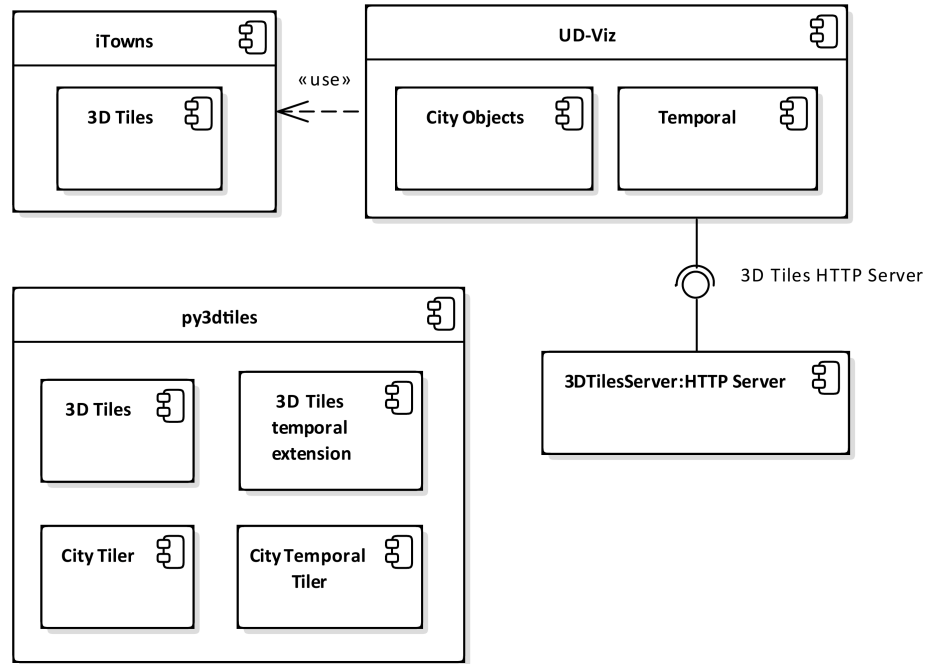 iTowns
3D Tiles
«use»
UD-Viz
City Objects
Temporal
3D Tiles HTTP Server
3DTilesServer:HTTP Server
py3dtiles
3D Tiles
3D Tiles
temporal
extension
City Tiler
City Temporal
Tiler